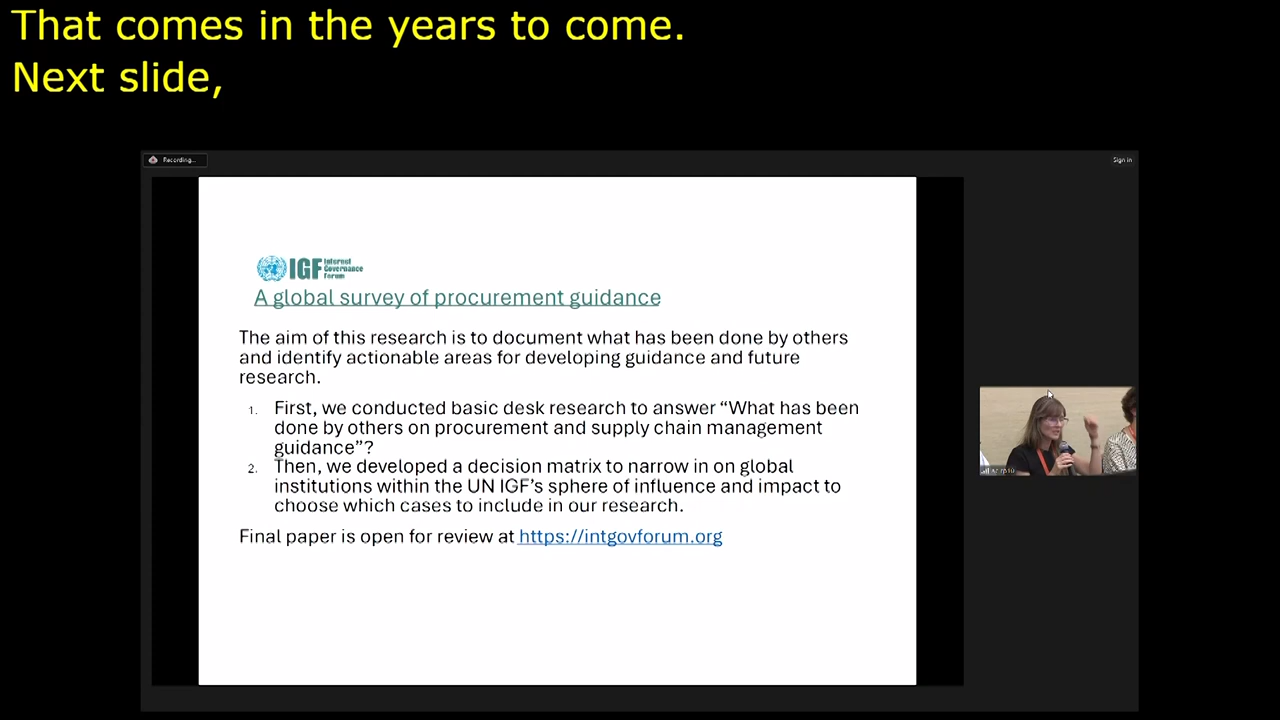 That comes in the years to come.
Next slide,
Recording...
Sign in
IGF Internet
Governance
Forum
A global survey of procurement guidance
The aim of this research is to document what has been done by others
and identify actionable areas for developing guidance and future
research.
1. First, we conducted basic desk research to answer “What has been
done by others on procurement and supply chain management
guidance”?
2. Then, we developed a decision matrix to narrow in on global
institutions within the UN IGF’s sphere of influence and impact to
choose which cases to include in our research.
Final paper is open for review at https://intgovforum.org